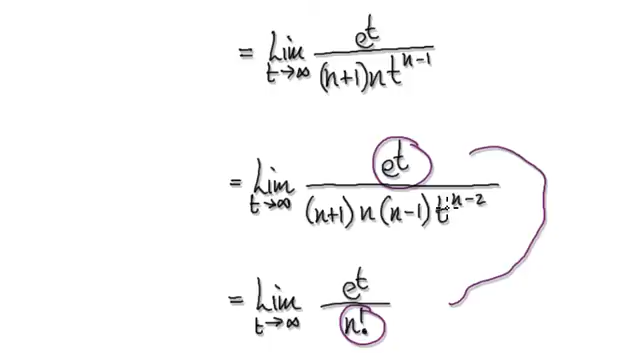 = Lim t→∞ e^t / (n+1)n t^(n-1)
= Lim t→∞ e^t / (n+1) n (n-1) t^(n-2)
= Lim t→∞ e^t / n!